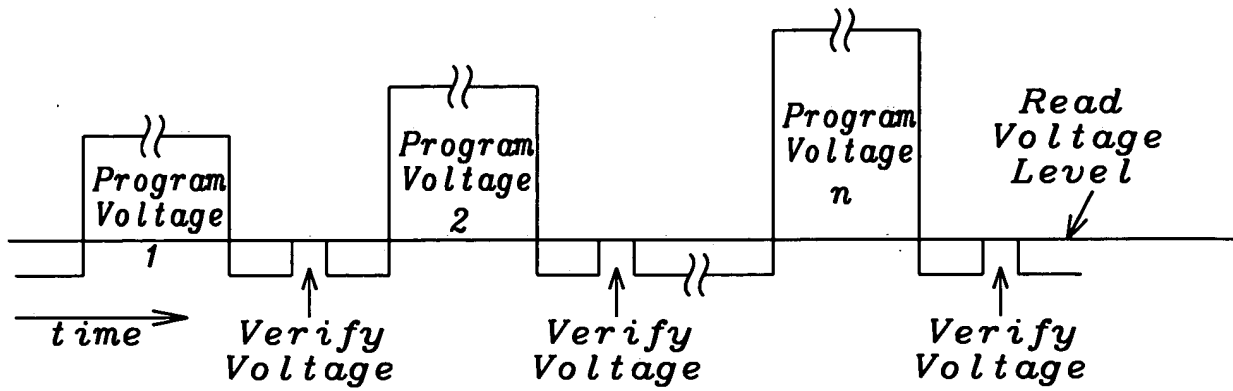 Program
Voltage
1
Program
Voltage
2
Program
Voltage
n
Read
Voltage
Level
time
Verify
Voltage
Verify
Voltage
Verify
Voltage